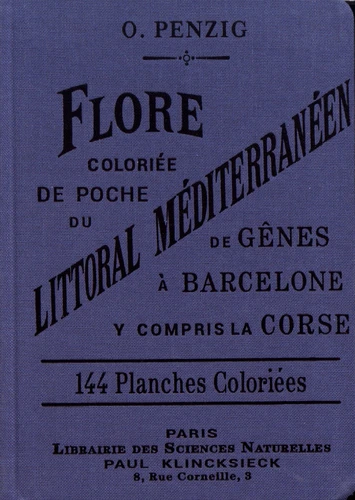 O. PENZIG
FLORE
COLORIÉE
DE POCHE
DU
LITTORAL MÉDITERRANÉEN
DE GÊNES
À BARCELONE
Y COMPRIS LA CORSE
144 Planches Coloriées
PARIS
LIBRAIRIE DES SCIENCES NATURELLES
PAUL KLINCKSIECK
8, Rue Corneille, 3